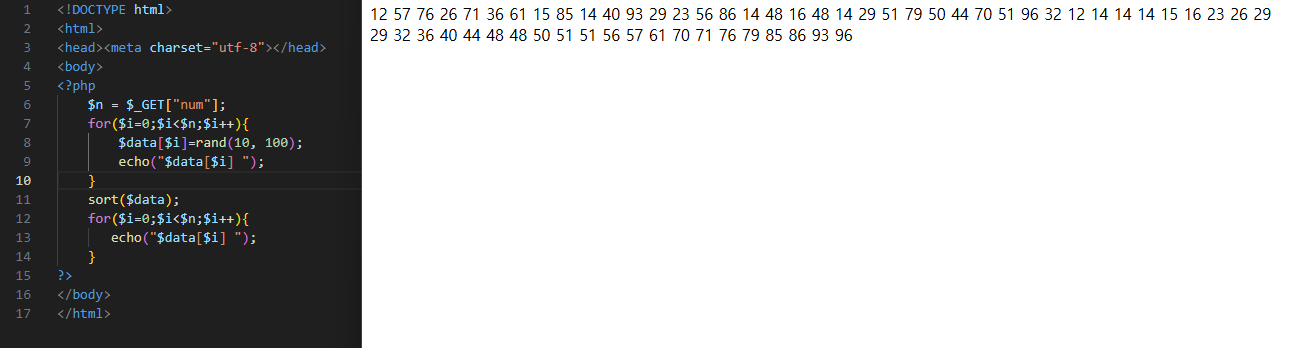 1 <!DOCTYPE html>
2 <html>
3 <head><meta charset="utf-8"></head>
4 <body>
5 <?php
6     $n = $_GET["num"];
7     for($i=0;$i<$n;$i++){
8         $data[$i]=rand(10, 100);
9         echo("$data[$i] ");
10     }
11     sort($data);
12     for($i=0;$i<$n;$i++){
13        echo("$data[$i] ");
14     }
15 ?>
16 </body>
17 </html>
12 57 76 26 71 36 61 15 85 14 40 93 29 23 56 86 14 48 16 48 14 29 51 79 50 44 70 51 96 32 12 14 14 14 15 16 23 26 29
29 32 36 40 44 48 48 50 51 51 56 57 61 70 71 76 79 85 86 93 96